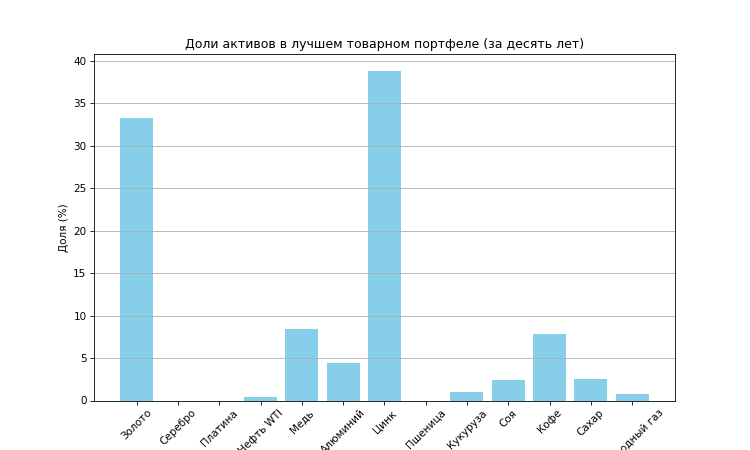 Доли активов в лучшем товарном портфеле (за десять лет)
Доля (%)
40
35
30
25
20
15
10
5
0
Золото
Серебро
Платина
Нефть WTI
Медь
Алюминий
Цинк
Пшеница
Кукуруза
Соя
Кофе
Сахар
газ